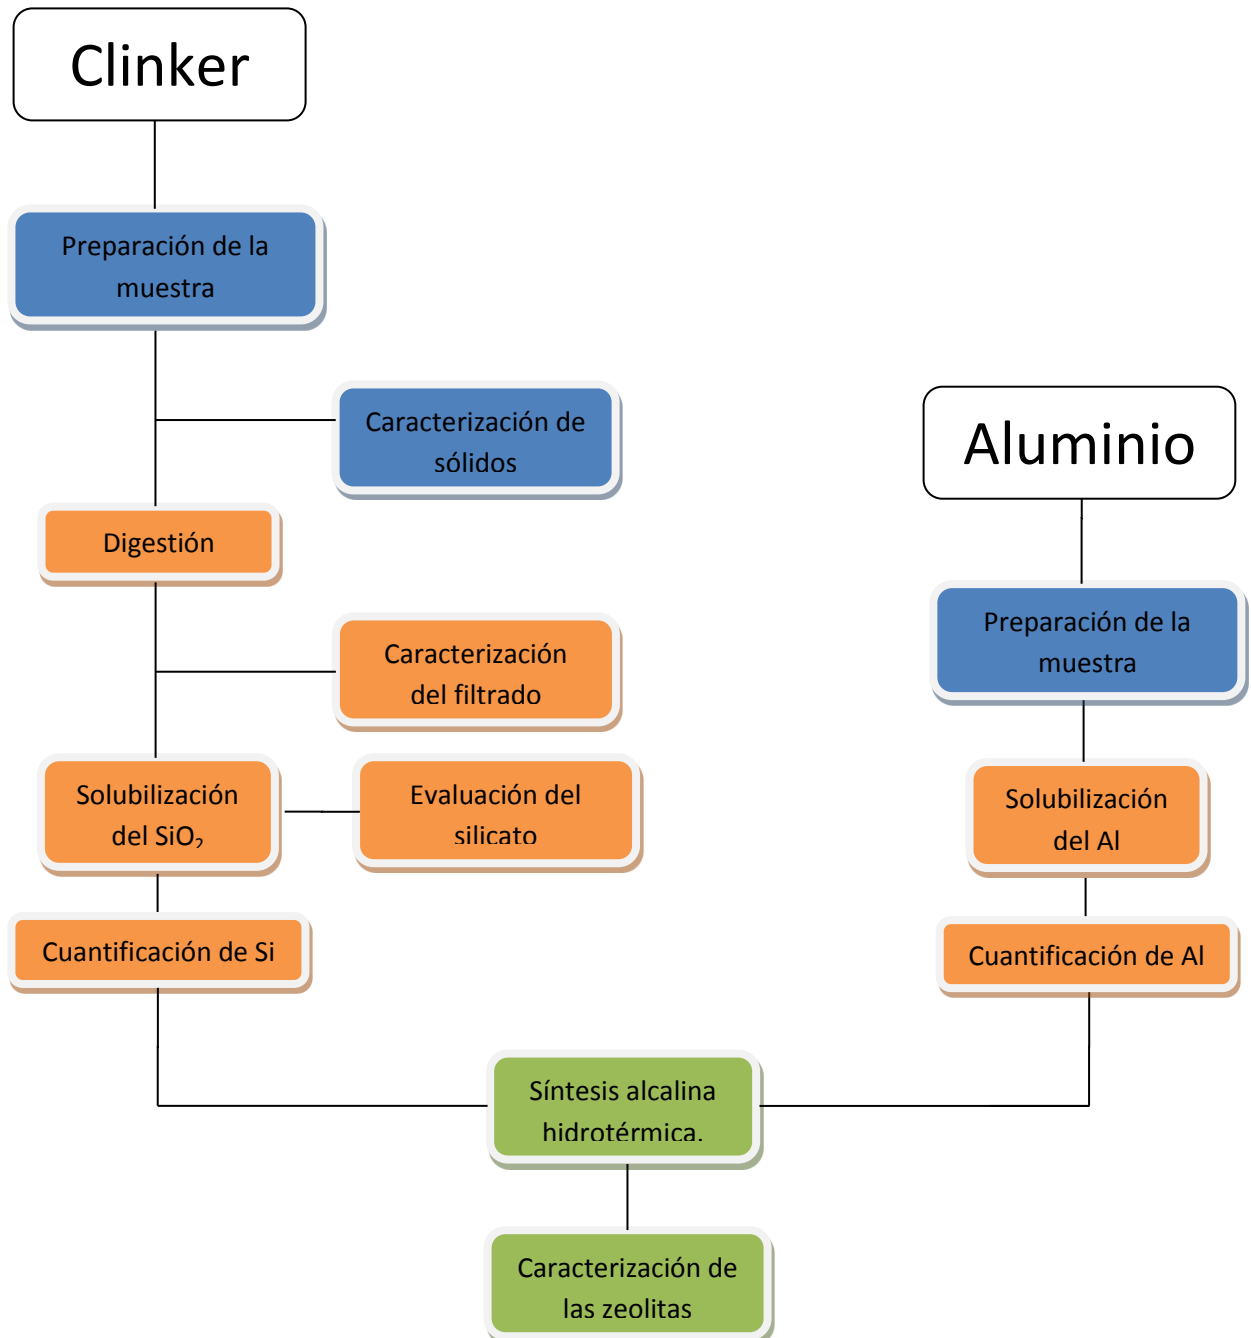 Clinker
Preparación de la
muestra
Caracterización de
sólidos
Digestión
Caracterización
del filtrado
Solubilización
del SiO₂
Evaluación del
silicato
Cuantificación de Si
Aluminio
Preparación de la
muestra
Solubilización
del Al
Cuantificación de Al
Síntesis alcalina
hidrotérmica.
Caracterización de
las zeolitas